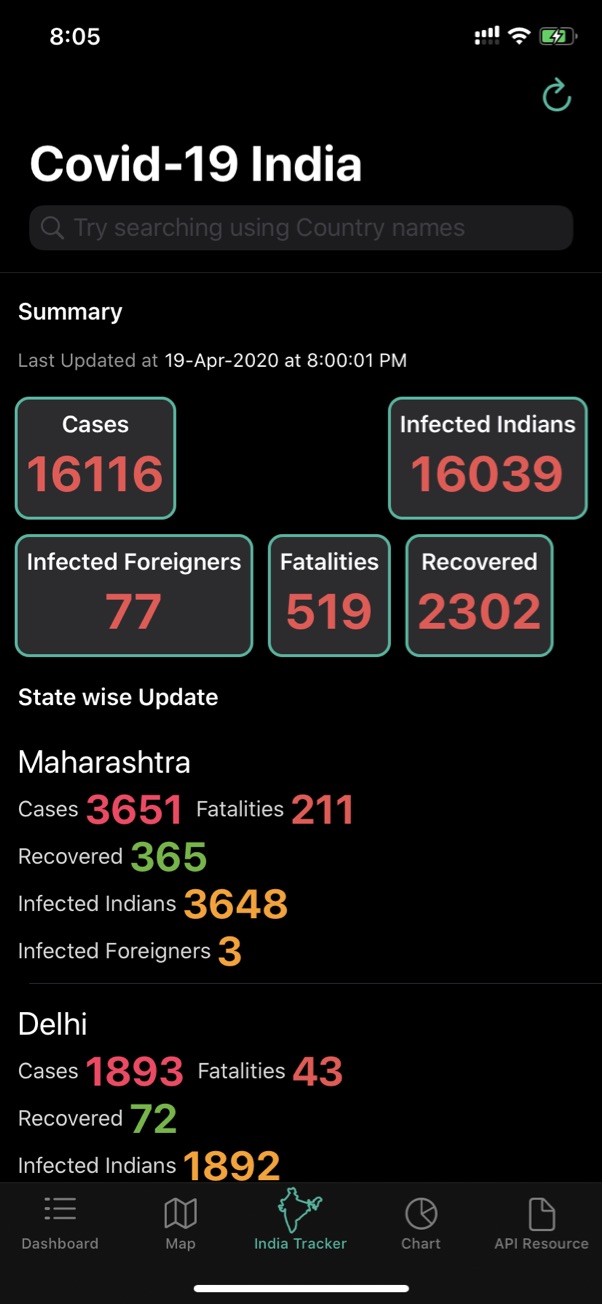 8:05
Covid-19 India
Try searching using Country names
Summary
Last Updated at 19-Apr-2020 at 8:00:01 PM
Cases Infected Indians
16116 16039
Infected Foreigners Fatalities Recovered
77 519 2302
State wise Update
Maharashtra
Cases 3651 Fatalities 211
Recovered 365
Infected Indians 3648
Infected Foreigners 3
Delhi
Cases 1893 Fatalities 43
Recovered 72
Infected Indians 1892
Dashboard Map India Tracker Chart API Resource